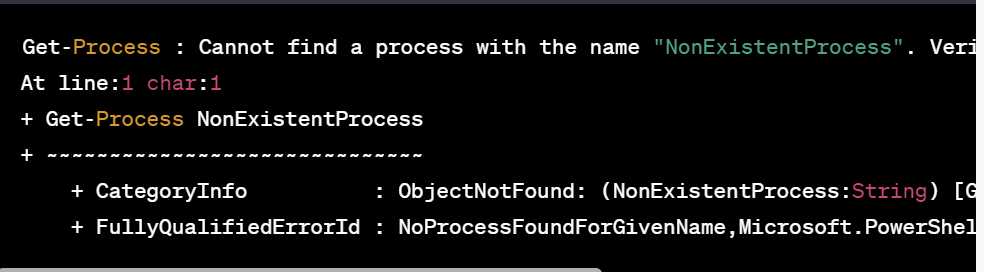 Get-Process : Cannot find a process with the name "NonExistentProcess". Veri
At line:1 char:1
+ Get-Process NonExistentProcess
+ ~~~~~~~~~~~~~~~~~~~~~~~~~~~~~~
    + CategoryInfo          : ObjectNotFound: (NonExistentProcess:String) [G
    + FullyQualifiedErrorId : NoProcessFoundForGivenName,Microsoft.PowerShel